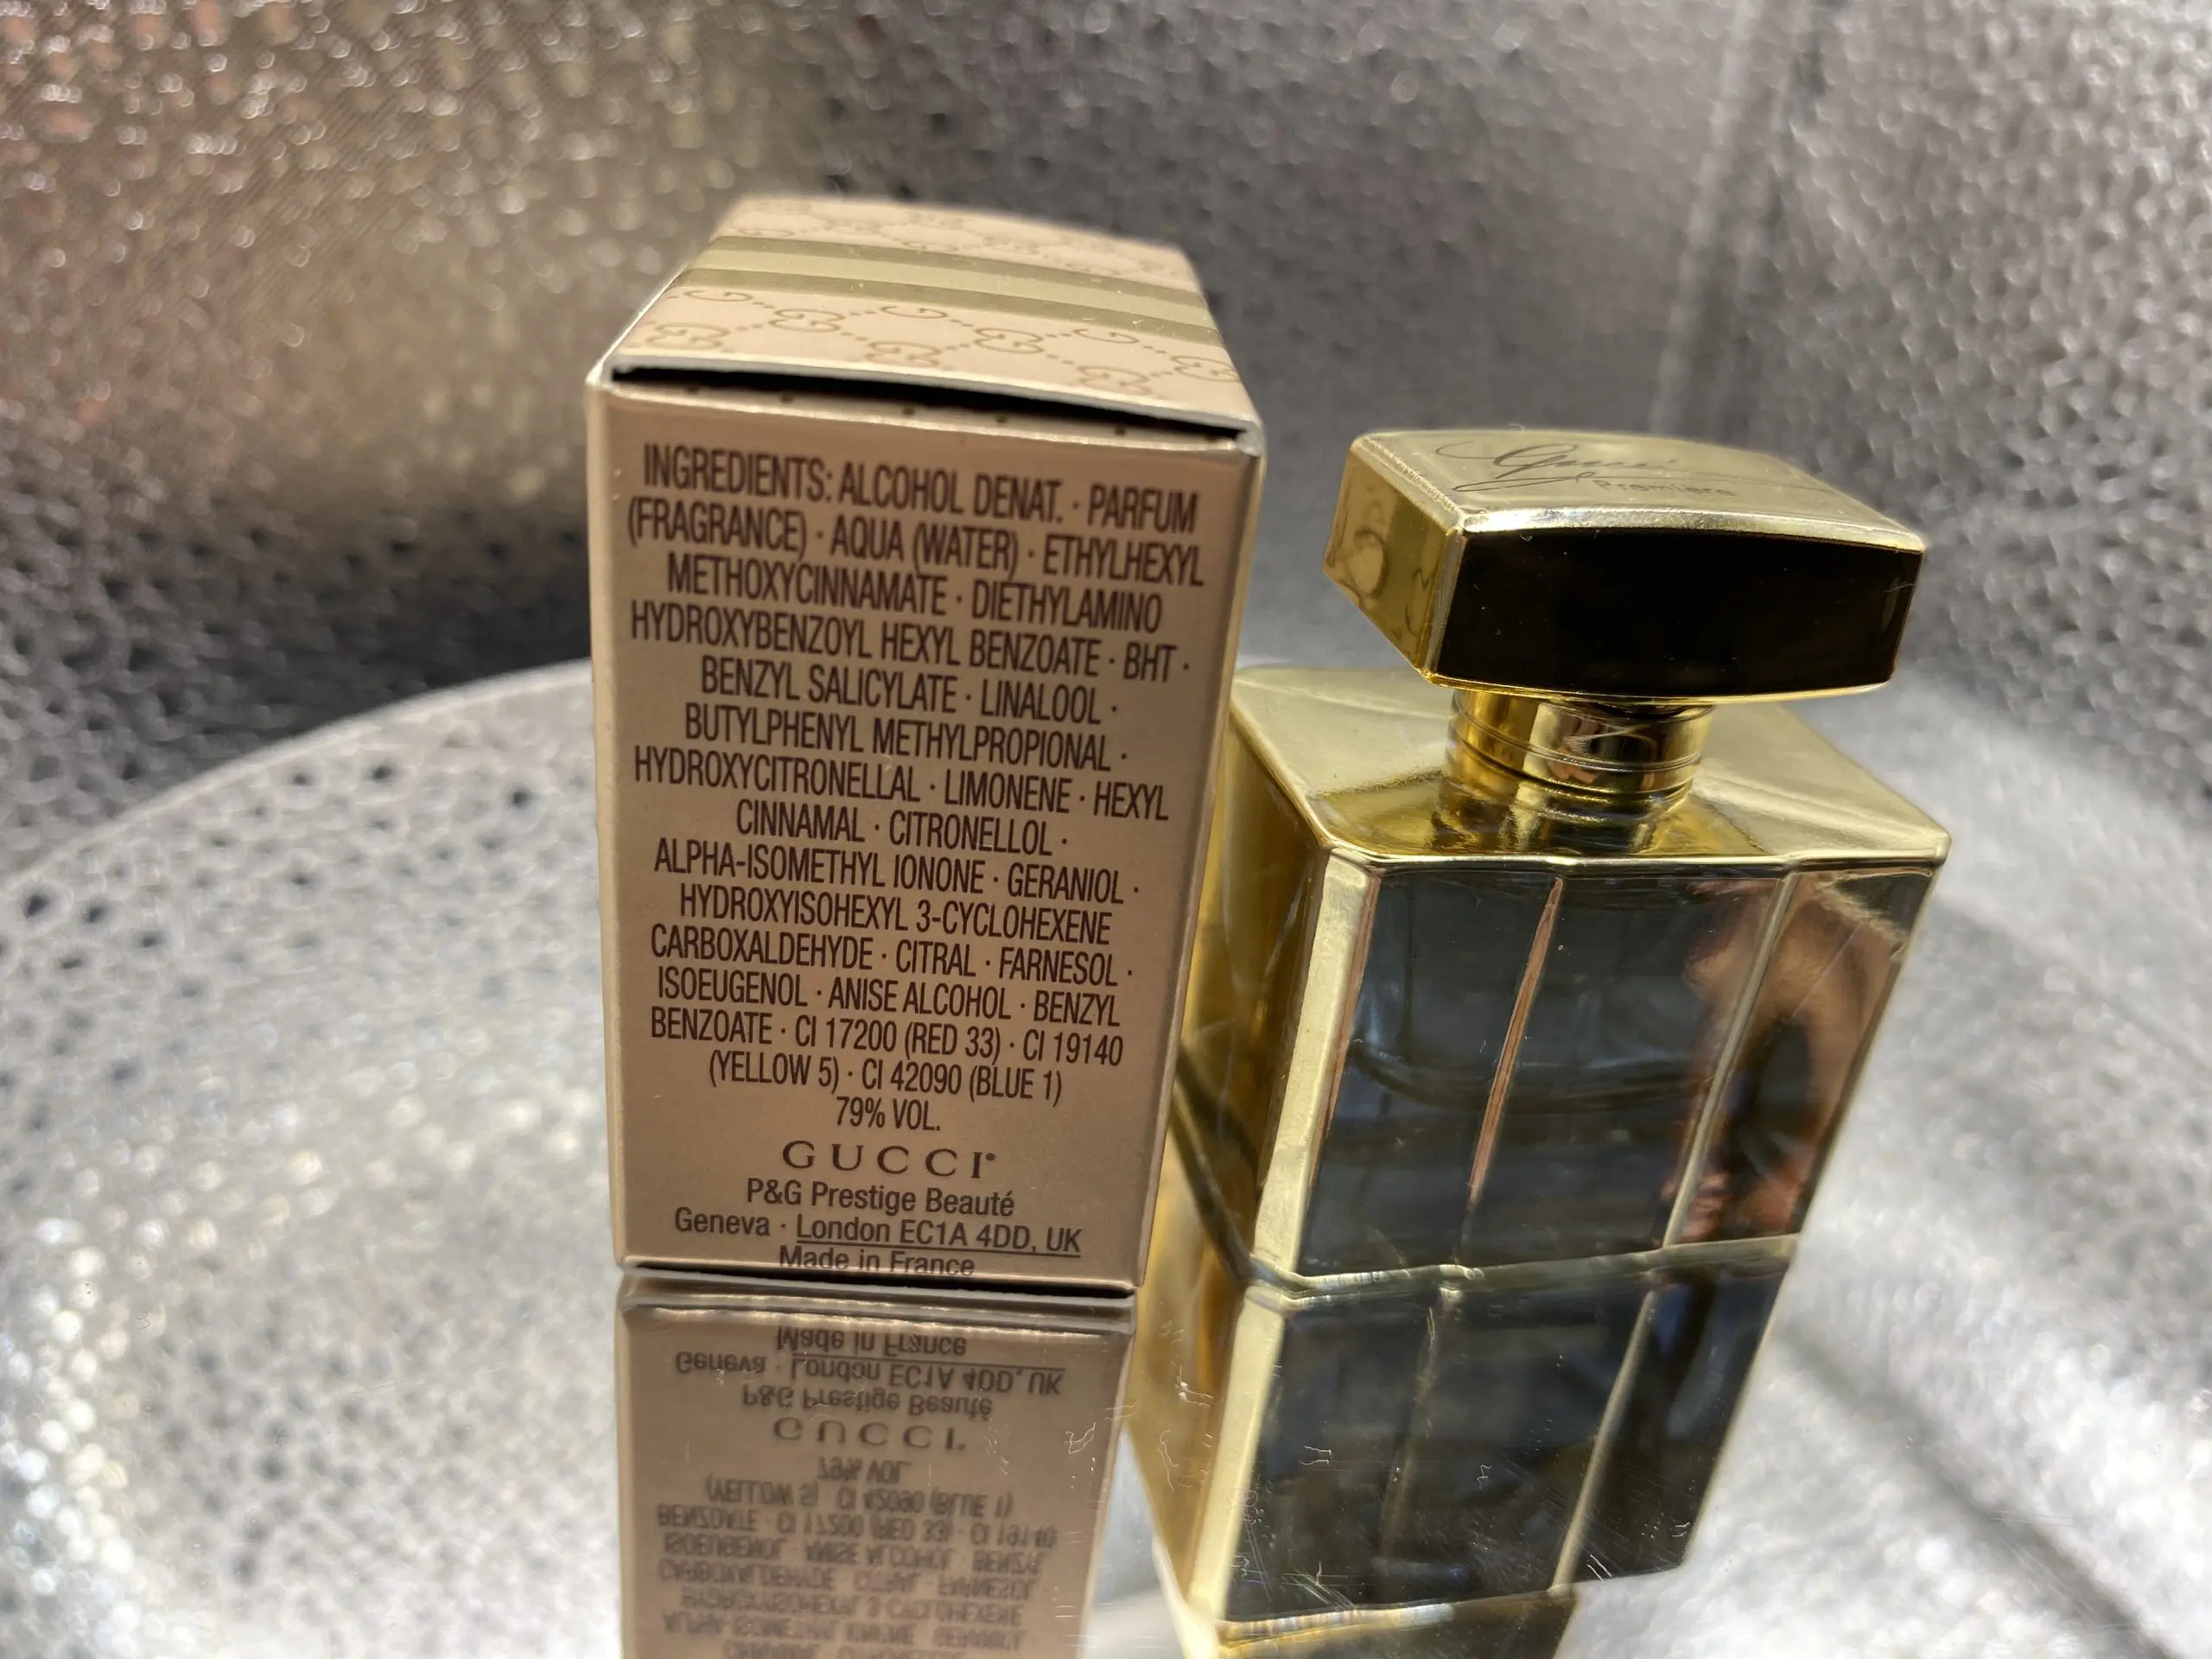 INGREDIENTS: ALCOHOL DENAT. · PARFUM
(FRAGRANCE) · AQUA (WATER) · ETHYLHEXYL
METHOXYCINNAMATE · DIETHYLAMINO
HYDROXYBENZOYL HEXYL BENZOATE · BHT ·
BENZYL SALICYLATE · LINALOOL ·
BUTYLPHENYL METHYLPROPIONAL ·
HYDROXYCITRONELLAL · LIMONENE · HEXYL
CINNAMAL · CITRONELLOL ·
ALPHA-ISOMETHYL IONONE · GERANIOL ·
HYDROXYISOHEXYL 3-CYCLOHEXENE
CARBOXALDEHYDE · CITRAL · FARNESOL ·
ISOEUGENOL · ANISE ALCOHOL · BENZYL
BENZOATE · CI 17200 (RED 33) · CI 19140
(YELLOW 5) · CI 42090 (BLUE 1)
79% VOL.
GUCCI®
P&G Prestige Beauté
Geneva · London EC1A 4DD, UK
Made in France
Gucci
Première